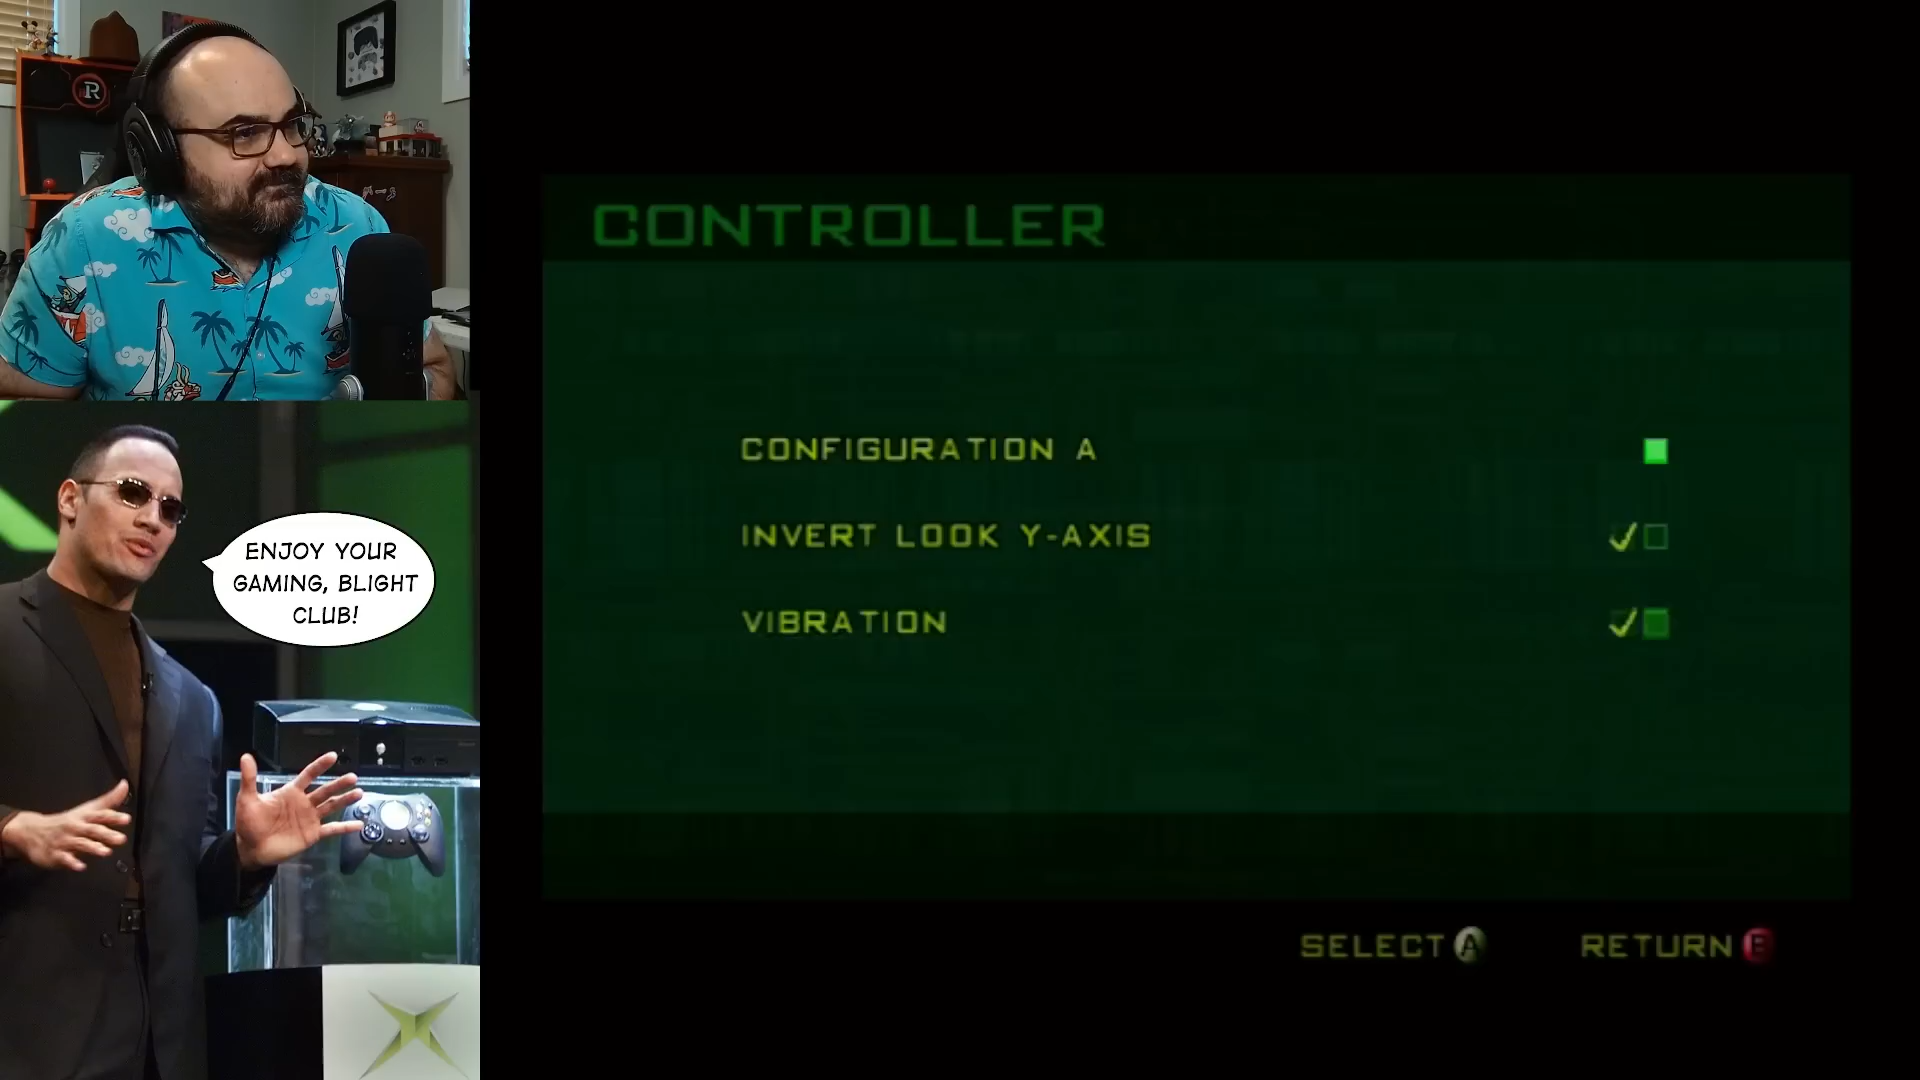 R
ENJOY YOUR
GAMING, BLIGHT
CLUB!
CONTROLLER
CONFIGURATION A
INVERT LOOK Y-AXIS
VIBRATION
SELECT A
RETURN B